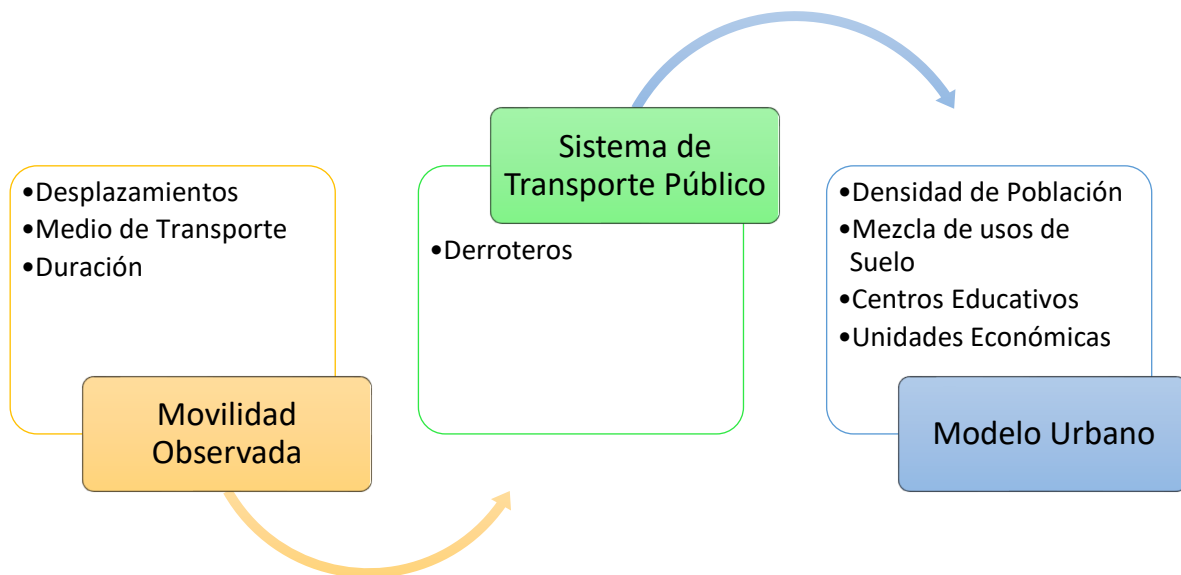 •Desplazamientos
•Medio de Transporte
•Duración
Movilidad
Observada
Sistema de
Transporte Público
•Derroteros
•Densidad de Población
•Mezcla de usos de
Suelo
•Centros Educativos
•Unidades Económicas
Modelo Urbano